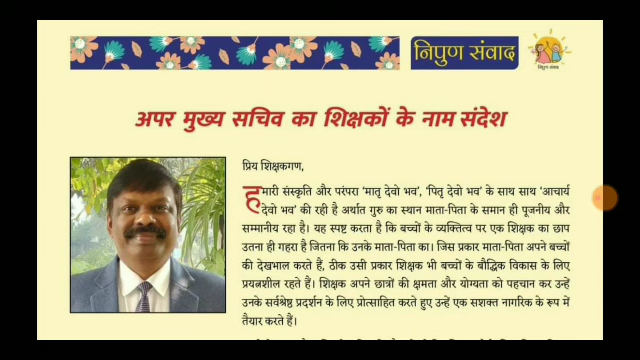 निपुण संवाद
निपुण संवाद
अपर मुख्य सचिव का शिक्षकों के नाम संदेश
प्रिय शिक्षकगण,
हमारी संस्कृति और परंपरा ‘मातृ देवो भव’, ‘पितृ देवो भव’ के साथ साथ ‘आचार्य
देवो भव’ की रही है अर्थात गुरु का स्थान माता-पिता के समान ही पूजनीय और
सम्मानीय रहा है। यह स्पष्ट करता है कि बच्चों के व्यक्तित्व पर एक शिक्षक का छाप
उतना ही गहरा है जितना कि उनके माता-पिता का। जिस प्रकार माता-पिता अपने बच्चों
की देखभाल करते हैं, ठीक उसी प्रकार शिक्षक भी बच्चों के बौद्धिक विकास के लिए
प्रयत्नशील रहते हैं। शिक्षक अपने छात्रों की क्षमता और योग्यता को पहचान कर उन्हें
उनके सर्वश्रेष्ठ प्रदर्शन के लिए प्रोत्साहित करते हुए उन्हें एक सशक्त नागरिक के रूप में
तैयार करते हैं।